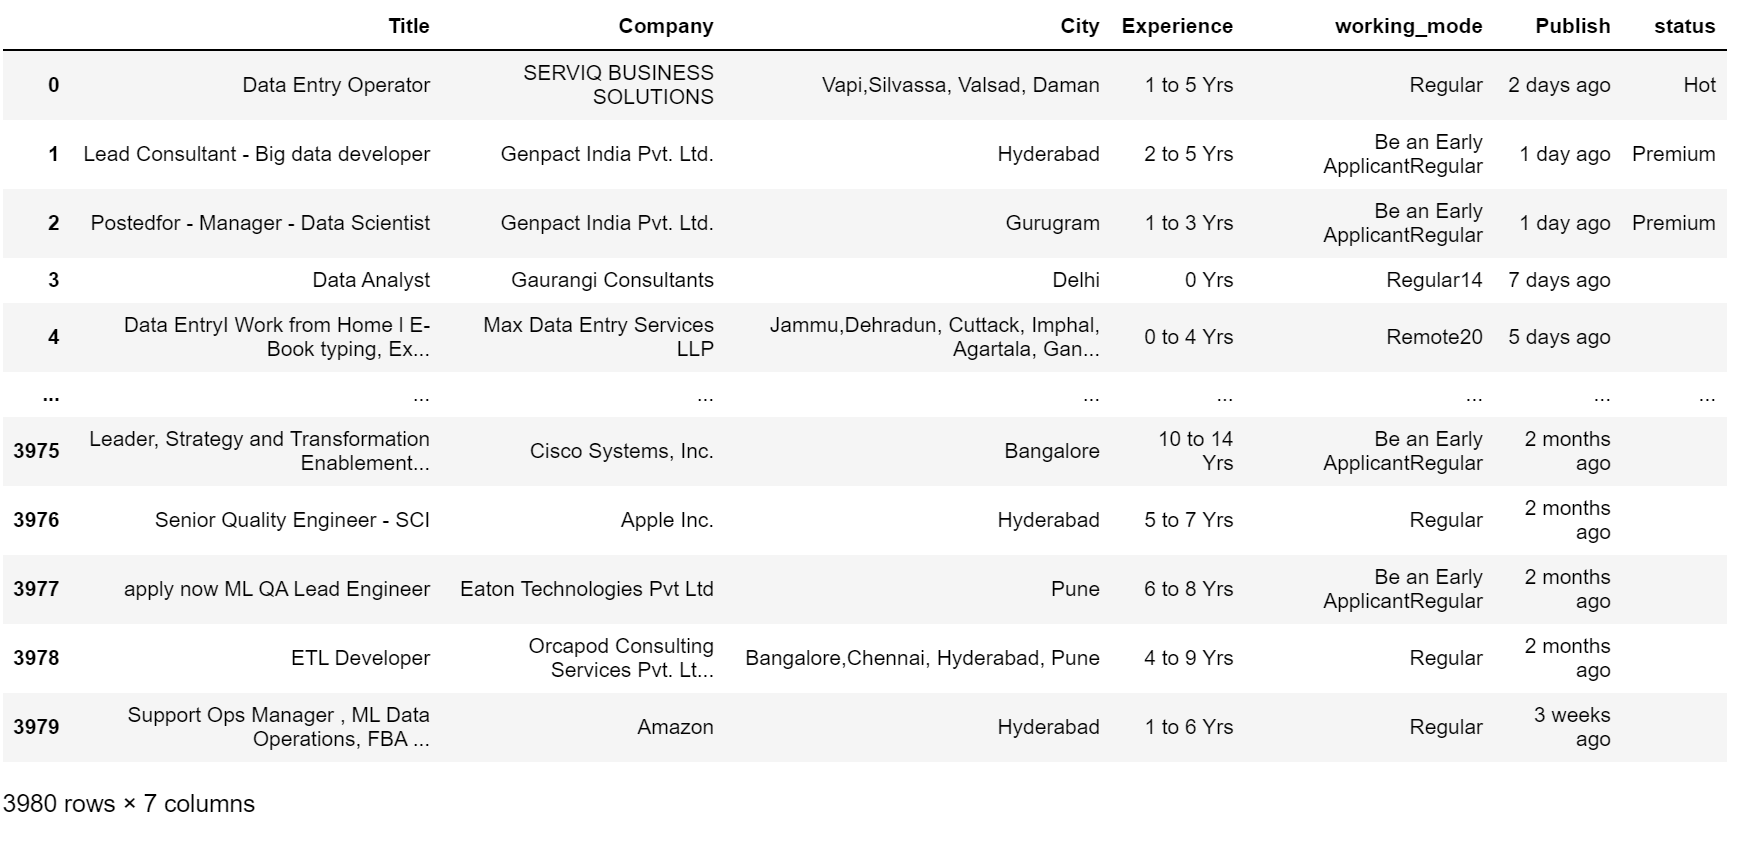 Title Company City Experience working_mode Publish status
0 Data Entry Operator SERVIQ BUSINESS SOLUTIONS Vapi,Silvassa, Valsad, Daman 1 to 5 Yrs Regular 2 days ago Hot
1 Lead Consultant - Big data developer Genpact India Pvt. Ltd. Hyderabad 2 to 5 Yrs Be an Early ApplicantRegular 1 day ago Premium
2 Postedfor - Manager - Data Scientist Genpact India Pvt. Ltd. Gurugram 1 to 3 Yrs Be an Early ApplicantRegular 1 day ago Premium
3 Data Analyst Gaurangi Consultants Delhi 0 Yrs Regular14 7 days ago
4 Data Entryl Work from Home l E-Book typing, Ex... Max Data Entry Services LLP Jammu,Dehradun, Cuttack, Imphal, Agartala, Gan... 0 to 4 Yrs Remote20 5 days ago
... ... ... ... ... ... ... ...
3975 Leader, Strategy and Transformation Enablement... Cisco Systems, Inc. Bangalore 10 to 14 Yrs Be an Early ApplicantRegular 2 months ago
3976 Senior Quality Engineer - SCI Apple Inc. Hyderabad 5 to 7 Yrs Regular 2 months ago
3977 apply now ML QA Lead Engineer Eaton Technologies Pvt Ltd Pune 6 to 8 Yrs Be an Early ApplicantRegular 2 months ago
3978 ETL Developer Orcapod Consulting Services Pvt. Lt... Bangalore,Chennai, Hyderabad, Pune 4 to 9 Yrs Regular 2 months ago
3979 Support Ops Manager , ML Data Operations, FBA ... Amazon Hyderabad 1 to 6 Yrs Regular 3 weeks ago
3980 rows × 7 columns